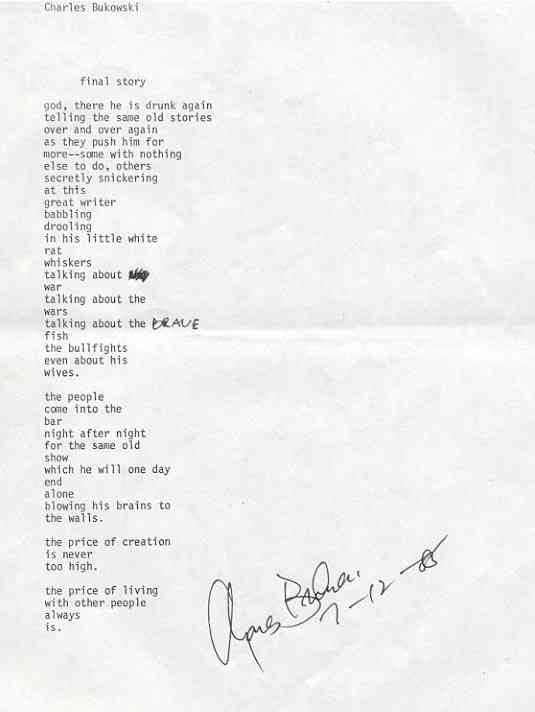 Charles Bukowski
final story
god, there he is drunk again
telling the same old stories
over and over again
as they push him for
more--some with nothing
else to do, others
secretly snickering
at this
great writer
babbling
drooling
in his little white
rat
whiskers
talking about
war
talking about the
wars
talking about the BRAVE
fish
the bullfights
even about his
wives.
the people
come into the
bar
night after night
for the same old
show
which he will one day
end
alone
blowing his brains to
the walls.
the price of creation
is never
too high.
the price of living
with other people
always
is.
Charles Bukowski
7-12-85